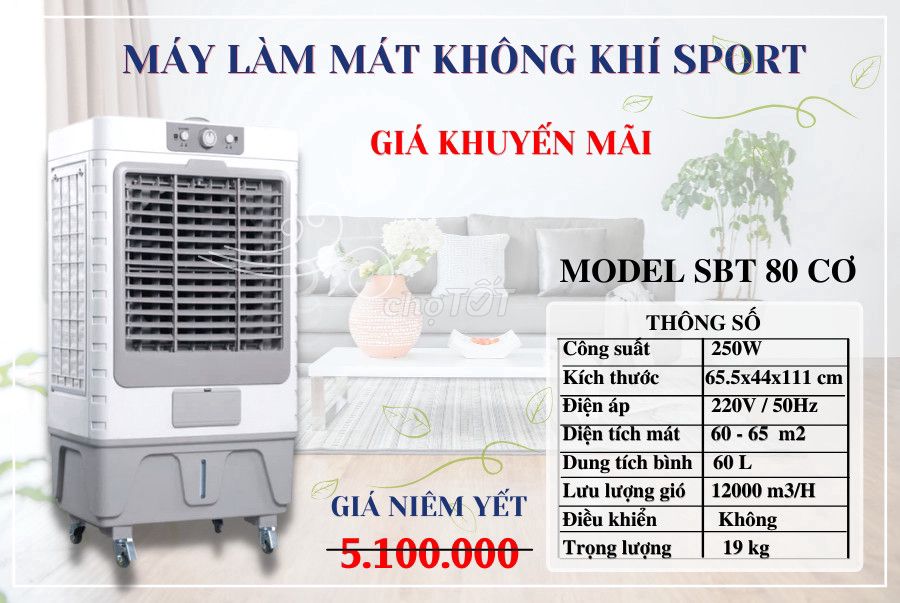 MÁY LÀM MÁT KHÔNG KHÍ SPORT
GIÁ KHUYẾN MÃI
MODEL SBT 80 CƠ
chợTỐT
THÔNG SỐ
Công suất 250W
Kích thước 65.5x44x111 cm
Điện áp 220V / 50Hz
Diện tích mát 60 - 65 m2
Dung tích bình 60 L
Lưu lượng gió 12000 m3/H
Điều khiển Không
Trọng lượng 19 kg
GIÁ NIÊM YẾT
5.100.000